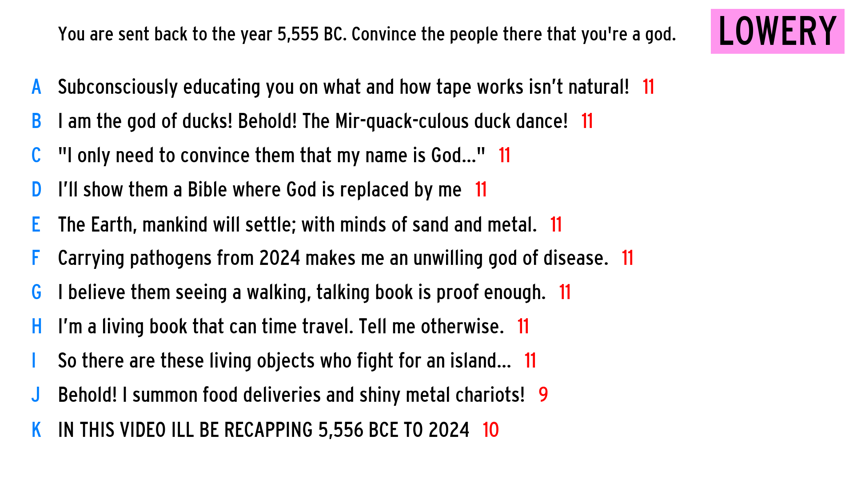 You are sent back to the year 5,555 BC. Convince the people there that you're a god.
LOWERY
A Subconsciously educating you on what and how tape works isn’t natural! 11
B I am the god of ducks! Behold! The Mir-quack-culous duck dance! 11
C "I only need to convince them that my name is God..." 11
D I’ll show them a Bible where God is replaced by me 11
E The Earth, mankind will settle; with minds of sand and metal. 11
F Carrying pathogens from 2024 makes me an unwilling god of disease. 11
G I believe them seeing a walking, talking book is proof enough. 11
H I’m a living book that can time travel. Tell me otherwise. 11
I So there are these living objects who fight for an island... 11
J Behold! I summon food deliveries and shiny metal chariots! 9
K IN THIS VIDEO ILL BE RECAPPING 5,556 BCE TO 2024 10